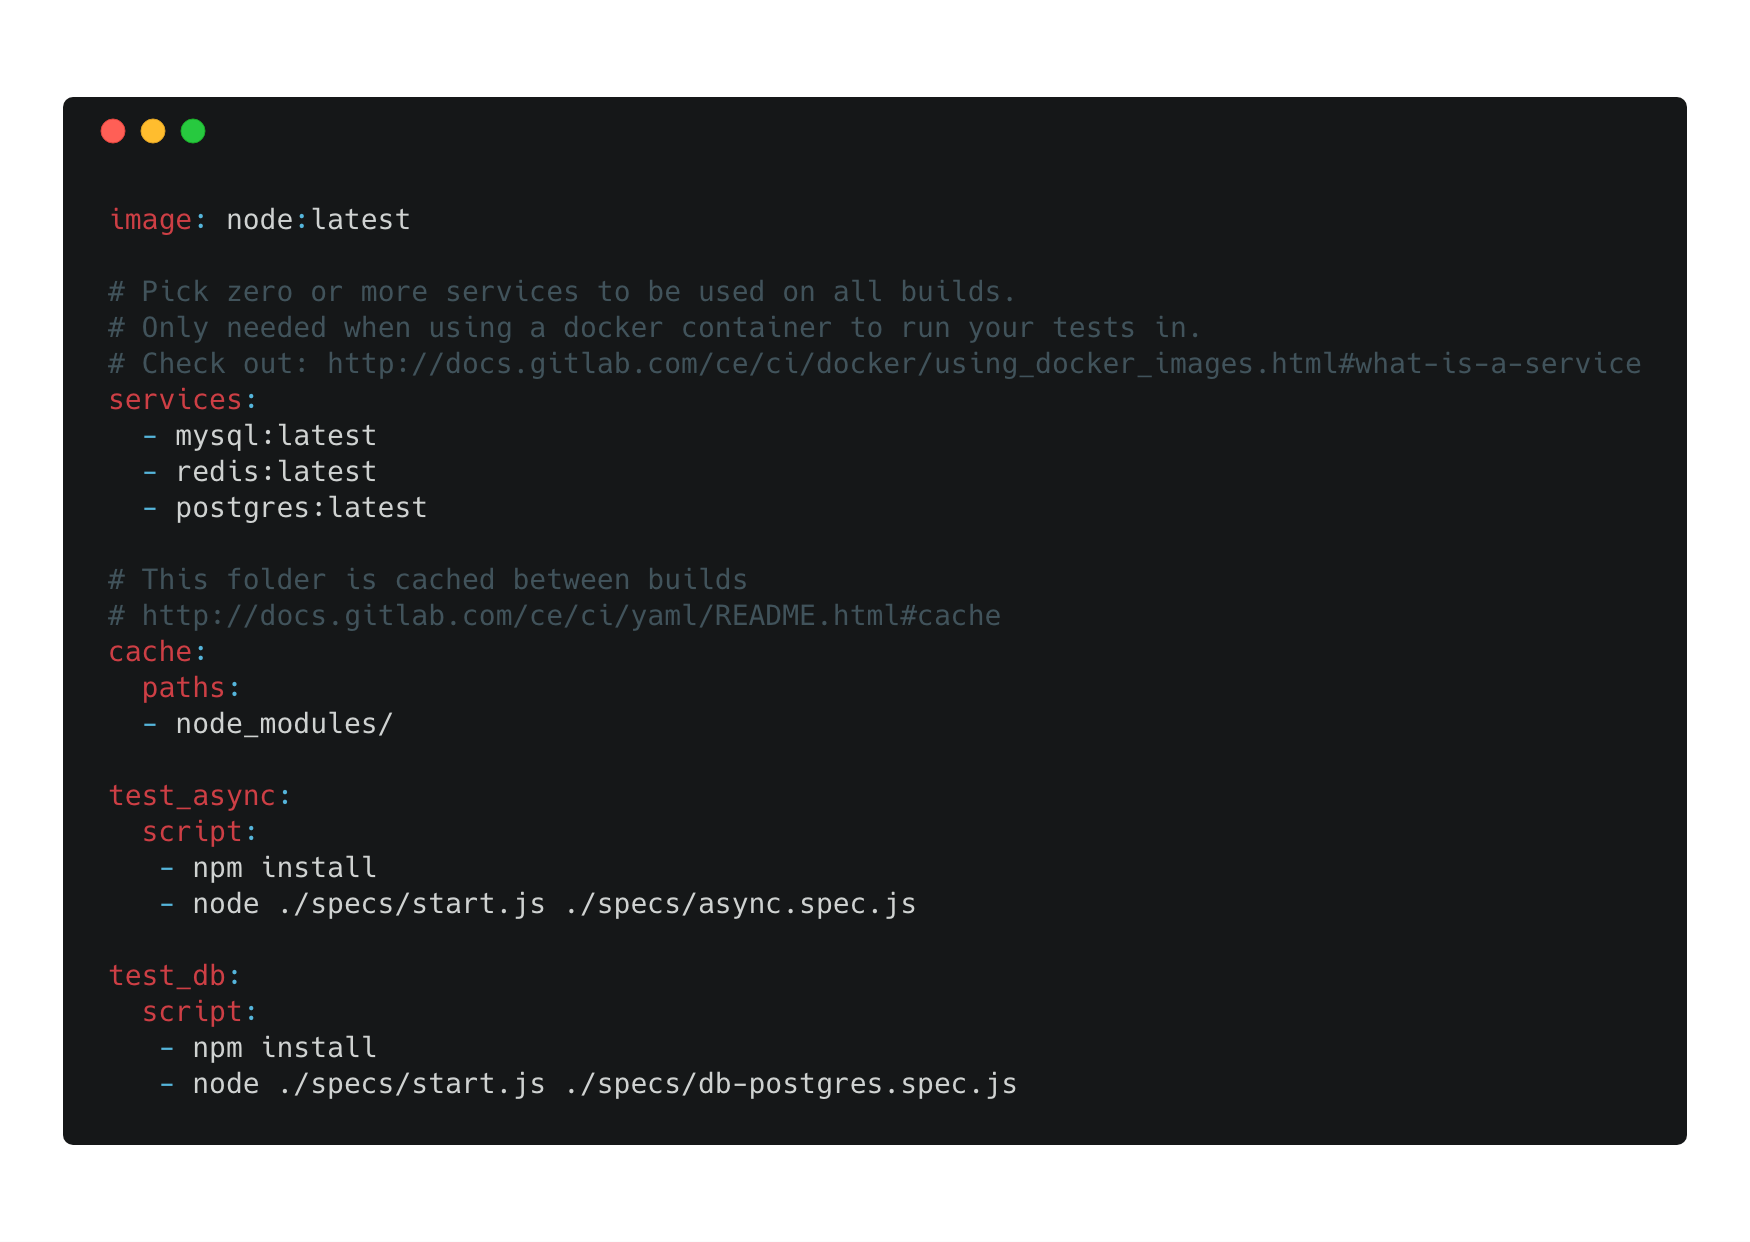 image: node:latest

# Pick zero or more services to be used on all builds.
# Only needed when using a docker container to run your tests in.
# Check out: http://docs.gitlab.com/ce/ci/docker/using_docker_images.html#what-is-a-service
services:
  - mysql:latest
  - redis:latest
  - postgres:latest

# This folder is cached between builds
# http://docs.gitlab.com/ce/ci/yaml/README.html#cache
cache:
  paths:
  - node_modules/

test_async:
  script:
   - npm install
   - node ./specs/start.js ./specs/async.spec.js

test_db:
  script:
   - npm install
   - node ./specs/start.js ./specs/db-postgres.spec.js